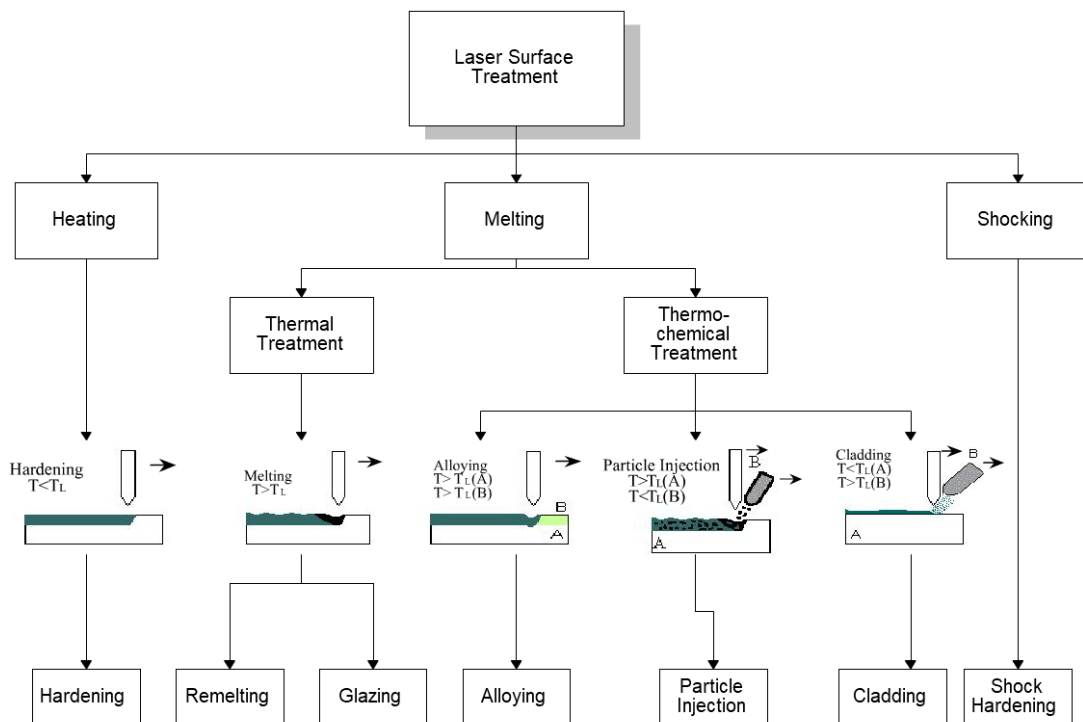 Laser Surface
Treatment
Heating
Melting
Shocking
Thermal
Treatment
Thermo-
chemical
Treatment
Hardening
T<TL
Melting
T>TL
Alloying
T>TL(A)
T>TL(B)
B
A
Particle Injection
T>TL(A)
T<TL(B)
B
A
Cladding
T<TL(A)
T>TL(B)
B
A
Hardening
Remelting
Glazing
Alloying
Particle
Injection
Cladding
Shock
Hardening